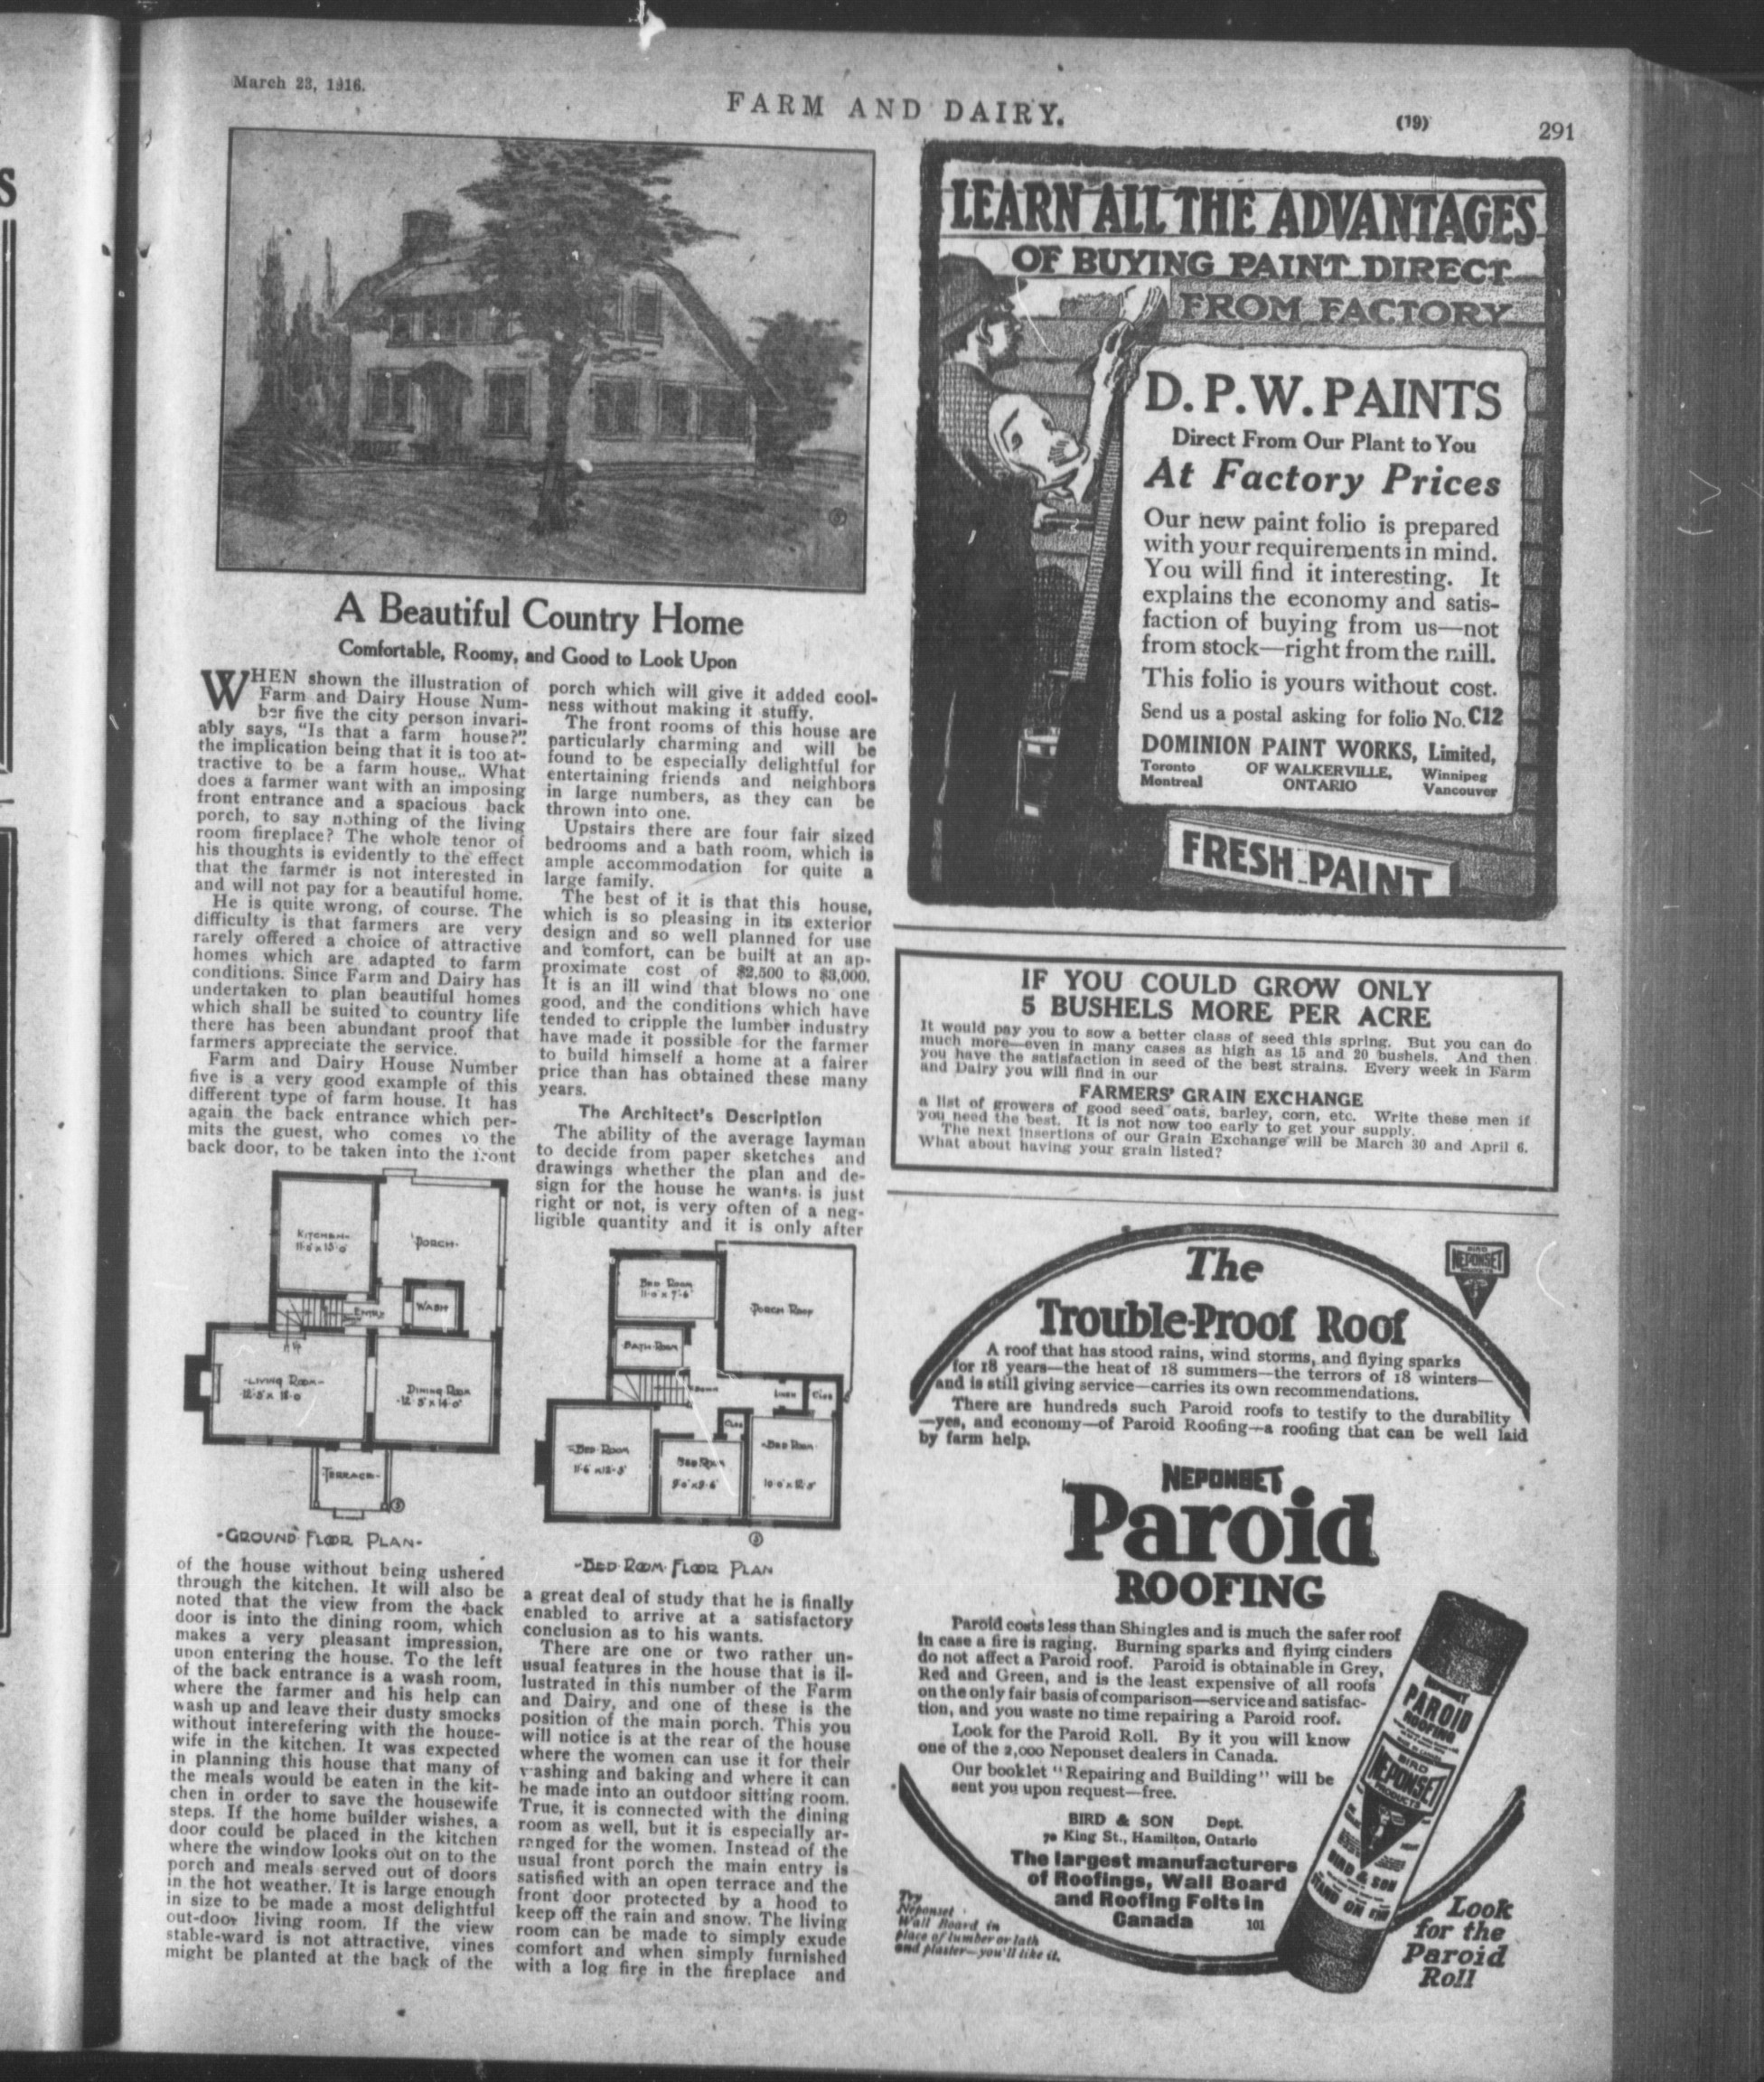 March 23, 1916.
FARM AND DAIRY.
(19)
291
A Beautiful Country Home
Comfortable, Roomy, and Good to Look Upon
WHEN shown the illustration of
Farm and Dairy House Num-
ber five the city person invari-
ably says, "Is that a farm house?"
the implication being that it is too at-
tractive to be a farm house. What
does a farmer want with an imposing
front entrance and a spacious back
porch, to say nothing of the living
room fireplace? The whole tenor of
his thoughts is evidently to the effect
that the farmer is not interested in
and will not pay for a beautiful home.
He is quite wrong, of course. The
difficulty is that farmers are very
rarely offered a choice of attractive
homes which are adapted to farm
conditions. Since Farm and Dairy has
undertaken to plan beautiful homes
which shall be suited to country life
there has been abundant proof that
farmers appreciate the service.
Farm and Dairy House Number
five is a very good example of this
different type of farm house. It has
again the back entrance which per-
mits the guest, who comes to the
back door, to be taken into the front
KITCHEN
11-6 x 15-0
PORCH
ENTRY
WASH
UP
LIVING ROOM
12-5 x 18-0
DINING ROOM
12-5 x 14-0
TERRACE
-GROUND FLOOR PLAN-
of the house without being ushered
through the kitchen. It will also be
noted that the view from the back
door is into the dining room, which
makes a very pleasant impression,
upon entering the house. To the left
of the back entrance is a wash room,
where the farmer and his help can
wash up and leave their dusty smocks
without interefering with the house-
wife in the kitchen. It was expected
in planning this house that many of
the meals would be eaten in the kit-
chen in order to save the housewife
steps. If the home builder wishes, a
door could be placed in the kitchen
where the window looks out on to the
porch and meals served out of doors
in the hot weather. It is large enough
in size to be made a most delightful
out-door living room. If the view
stable-ward is not attractive, vines
might be planted at the back of the
porch which will give it added cool-
ness without making it stuffy.
The front rooms of this house are
particularly charming and will be
found to be especially delightful for
entertaining friends and neighbors
in large numbers, as they can be
thrown into one.
Upstairs there are four fair sized
bedrooms and a bath room, which is
ample accommodation for quite a
large family.
The best of it is that this house,
which is so pleasing in its exterior
design and so well planned for use
and comfort, can be built at an ap-
proximate cost of $2,500 to $3,000.
It is an ill wind that blows no one
good, and the conditions which have
tended to cripple the lumber industry
have made it possible for the farmer
to build himself a home at a fairer
price than has obtained these many
years.
The Architect's Description
The ability of the average layman
to decide from paper sketches and
drawings whether the plan and de-
sign for the house he wants is just
right or not, is very often of a neg-
ligible quantity and it is only after
BED ROOM
11-0 x 7-6
PORCH ROOF
BATH ROOM
DOWN
LINEN
CLOS
CLOS
BED ROOM
11-6 x 12-5
BED ROOM
9-0 x 9-6
BED ROOM
10-0 x 12-5
-BED ROOM FLOOR PLAN
a great deal of study that he is finally
enabled to arrive at a satisfactory
conclusion as to his wants.
There are one or two rather un-
usual features in the house that is il-
lustrated in this number of the Farm
and Dairy, and one of these is the
position of the main porch. This you
will notice is at the rear of the house
where the women can use it for their
washing and baking and where it can
be made into an outdoor sitting room.
True, it is connected with the dining
room as well, but it is especially ar-
ranged for the women. Instead of the
usual front porch the main entry is
satisfied with an open terrace and the
front door protected by a hood to
keep off the rain and snow. The living
room can be made to simply exude
comfort and when simply furnished
with a log fire in the fireplace and
LEARN ALL THE ADVANTAGES
OF BUYING PAINT DIRECT
FROM FACTORY
D. P. W. PAINTS
Direct From Our Plant to You
At Factory Prices
Our new paint folio is prepared
with your requirements in mind.
You will find it interesting. It
explains the economy and satis-
faction of buying from us—not
from stock—right from the mill.
This folio is yours without cost.
Send us a postal asking for folio No. C12
DOMINION PAINT WORKS, Limited,
Toronto OF WALKERVILLE, Winnipeg
Montreal ONTARIO Vancouver
FRESH PAINT
IF YOU COULD GROW ONLY
5 BUSHELS MORE PER ACRE
It would pay you to sow a better class of seed this spring. But you can do
much more—even in many cases as high as 15 and 20 bushels. And then
you have the satisfaction in seed of the best strains. Every week in Farm
and Dairy you will find in our
FARMERS' GRAIN EXCHANGE
a list of growers of good seed oats, barley, corn, etc. Write these men if
you need the best. It is not now too early to get your supply.
The next insertions of our Grain Exchange will be March 30 and April 6.
What about having your grain listed?
BIRD
NEPONSET
The
Trouble-Proof Roof
A roof that has stood rains, wind storms, and flying sparks
for 18 years—the heat of 18 summers—the terrors of 18 winters—
and is still giving service—carries its own recommendations.
There are hundreds such Paroid roofs to testify to the durability
—yes, and economy—of Paroid Roofing—a roofing that can be well laid
by farm help.
NEPONSET
Paroid
ROOFING
Paroid costs less than Shingles and is much the safer roof
in case a fire is raging. Burning sparks and flying cinders
do not affect a Paroid roof. Paroid is obtainable in Grey,
Red and Green, and is the least expensive of all roofs
on the only fair basis of comparison—service and satisfac-
tion, and you waste no time repairing a Paroid roof.
Look for the Paroid Roll. By it you will know
one of the 2,000 Neponset dealers in Canada.
Our booklet "Repairing and Building" will be
sent you upon request—free.
BIRD & SON Dept.
70 King St., Hamilton, Ontario
The largest manufacturers
of Roofings, Wall Board
and Roofing Felts in
Canada 101
Try
Neponset
Wall Board in
place of lumber or lath
and plaster—you'll like it.
NEPONSET
PAROID
ROOFING
BIRD
NEPONSET
PRODUCTS
BIRD & SON
STAND ON END
Look
for the
Paroid
Roll